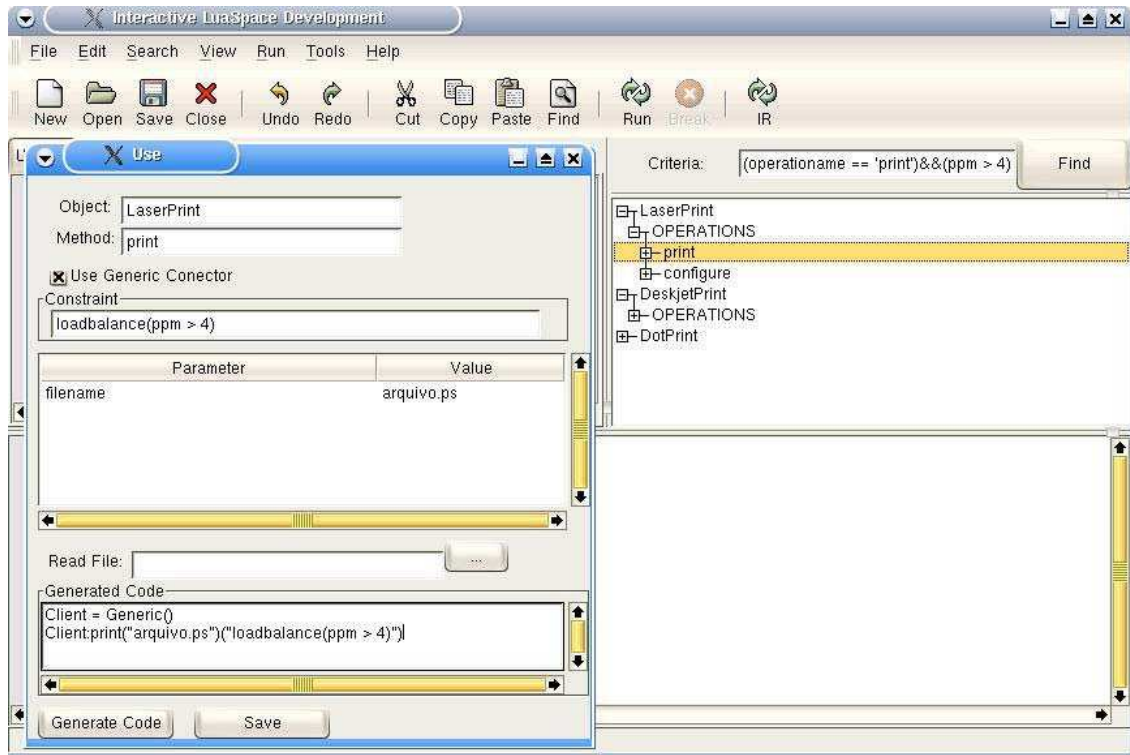 Interactive LuaSpace Development
File Edit Search View Run Tools Help
New Open Save Close Undo Redo Cut Copy Paste Find Run Break IR
Use
Object: LaserPrint
Method: print
Use Generic Conector
Constraint
loadbalance(ppm > 4)
Parameter Value
filename arquivo.ps
Read File: ...
Generated Code
Client = Generic()
Client:print("arquivo.ps")("loadbalance(ppm > 4)")
Generate Code Save
Criteria: (operationame == 'print')&&(ppm > 4) Find
LaserPrint
OPERATIONS
print
configure
DeskjetPrint
OPERATIONS
DotPrint